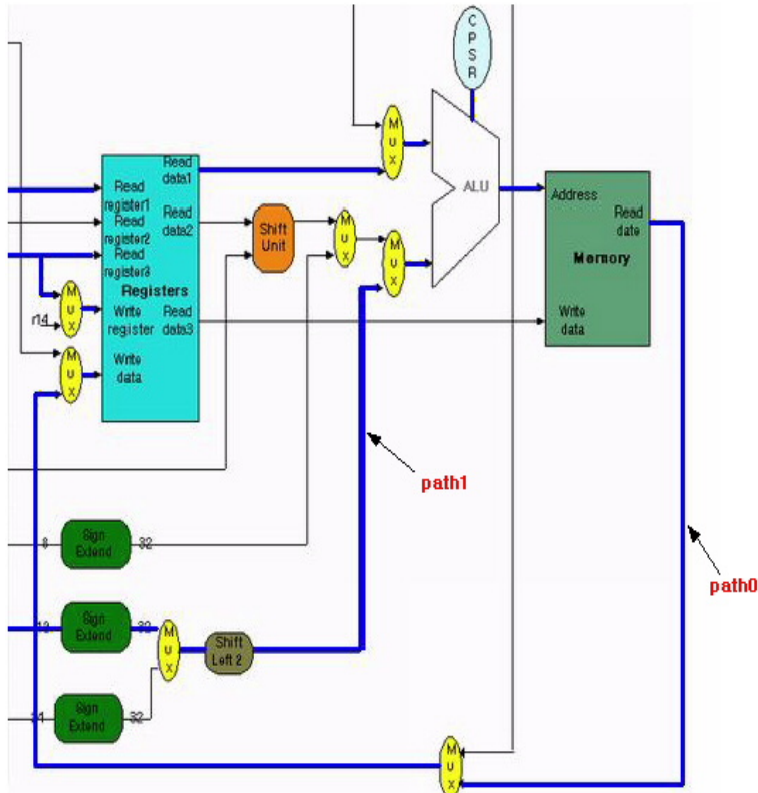 C
P
S
R
M
U
X
ALU
Read
data1
Read
register1
Read
register2
Read
register3
Read
data2
Shift
Unit
M
U
X
M
U
X
Address
Read
date
Memory
Registers
M
U
X
r14
Write
register
Read
data3
Write
data
M
U
X
Write
data
path1
path0
8
Sign
Extend
32
Sign
Extend
32
M
U
X
Shift
Left 2
Sign
Extend
32
M
U
X